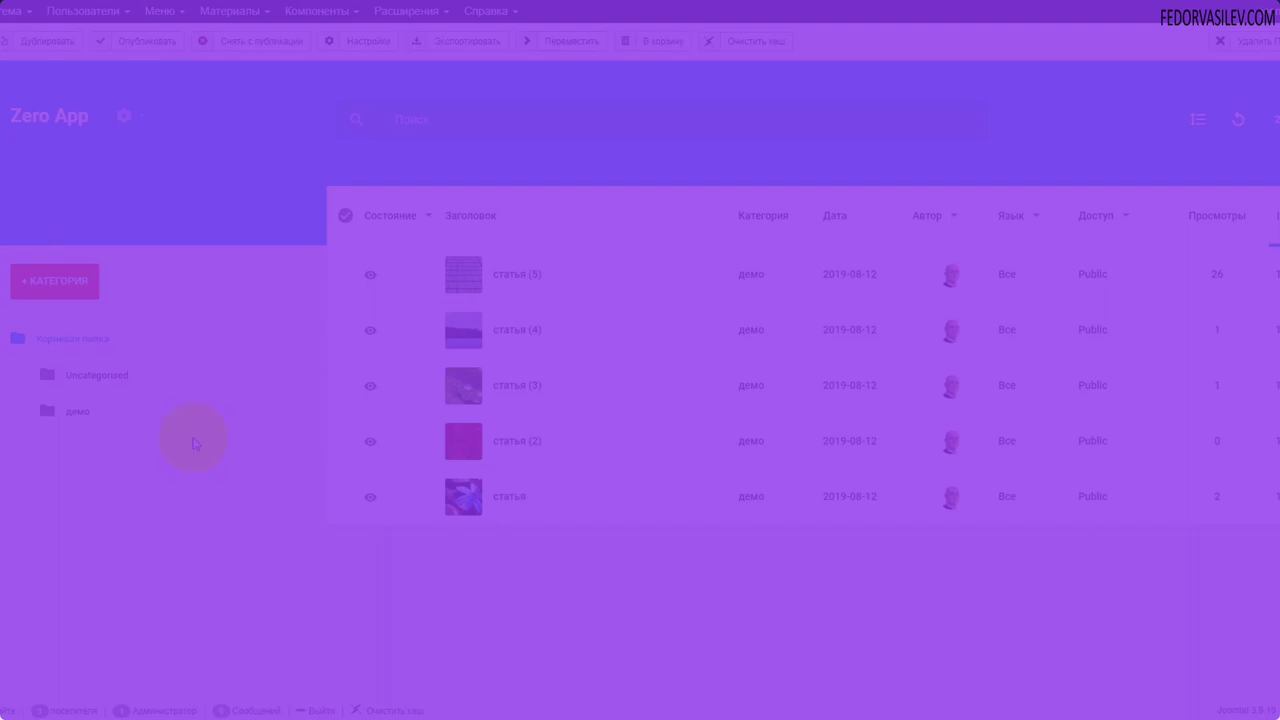 FEDORVASILEV.COM
Пользователи Меню Материалы Компоненты Расширения Справка
Дублировать Опубликовать Снять с публикации Настройки Экспортировать Переместить В корзину Очистить кэш Удалить
Zero App
Поиск
Состояние Заголовок Категория Дата Автор Язык Доступ Просмотры
статья (5) демо 2019-08-12 Все Public 26
+ КАТЕГОРИЯ
статья (4) демо 2019-08-12 Все Public 1
Корневая папка
Uncategorised
статья (3) демо 2019-08-12 Все Public 1
демо
статья (2) демо 2019-08-12 Все Public 0
статья демо 2019-08-12 Все Public 2
посетителя Администратор Сообщений Выйти Очистить кэш